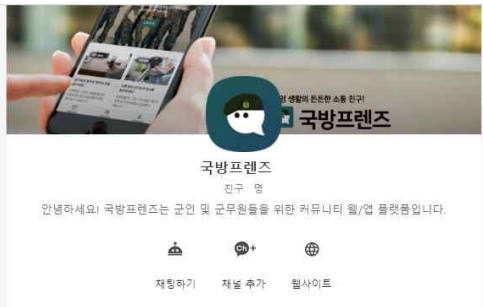 병영 생활의 든든한 소통 친구!
국방프렌즈
국방프렌즈
친구 명
안녕하세요! 국방프렌즈는 군인 및 군무원들을 위한 커뮤니티 웹/앱 플랫폼입니다.
Ch+
채팅하기 채널 추가 웹사이트